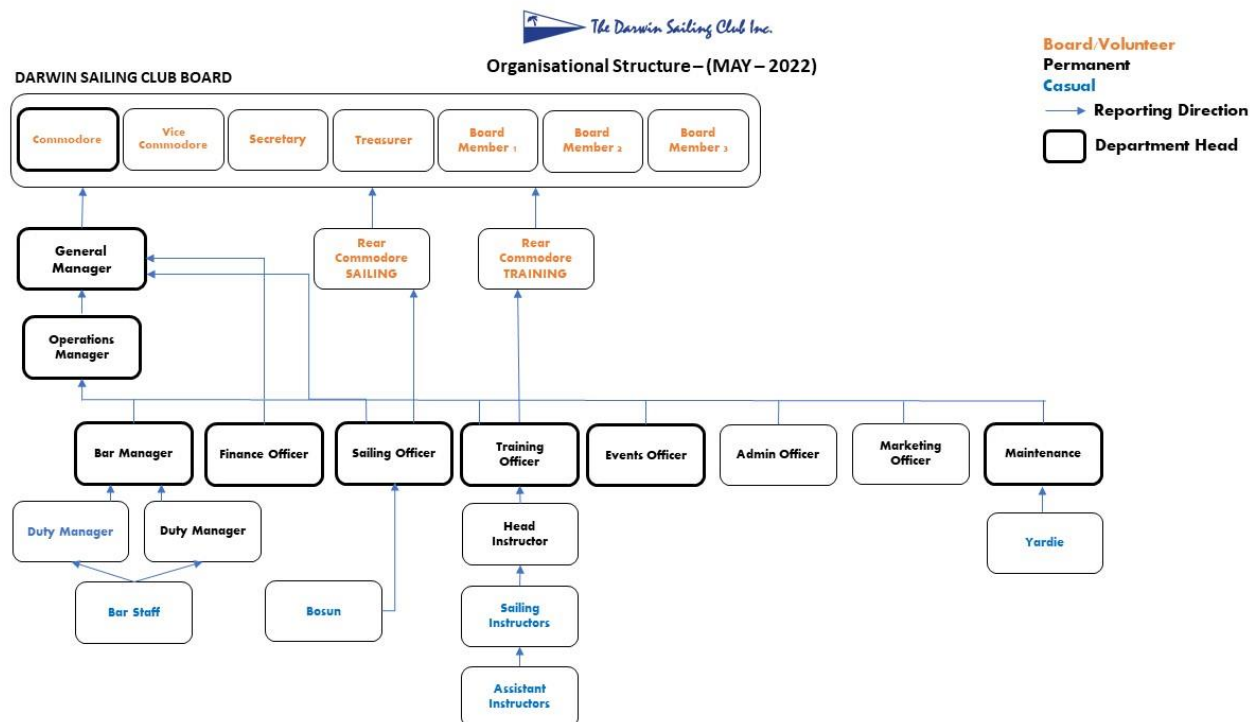 The Darwin Sailing Club Inc.
Organisational Structure – (MAY – 2022)
Board/Volunteer
Permanent
Casual
Reporting Direction
Department Head
DARWIN SAILING CLUB BOARD
Commodore
Vice
Commodore
Secretary
Treasurer
Board
Member 1
Board
Member 2
Board
Member 3
General
Manager
Rear
Commodore
SAILING
Rear
Commodore
TRAINING
Operations
Manager
Bar Manager
Finance Officer
Sailing Officer
Training
Officer
Events Officer
Admin Officer
Marketing
Officer
Maintenance
Duty Manager
Duty Manager
Head
Instructor
Yardie
Bar Staff
Bosun
Sailing
Instructors
Assistant
Instructors